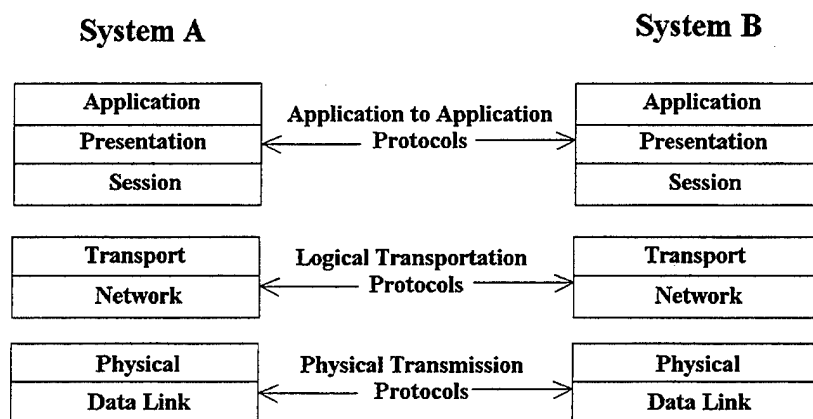 System A
System B
Application
Application to Application
Application
Presentation
Protocols
Presentation
Session
Session
Transport
Logical Transportation
Transport
Network
Protocols
Network
Physical
Physical Transmission
Physical
Data Link
Protocols
Data Link